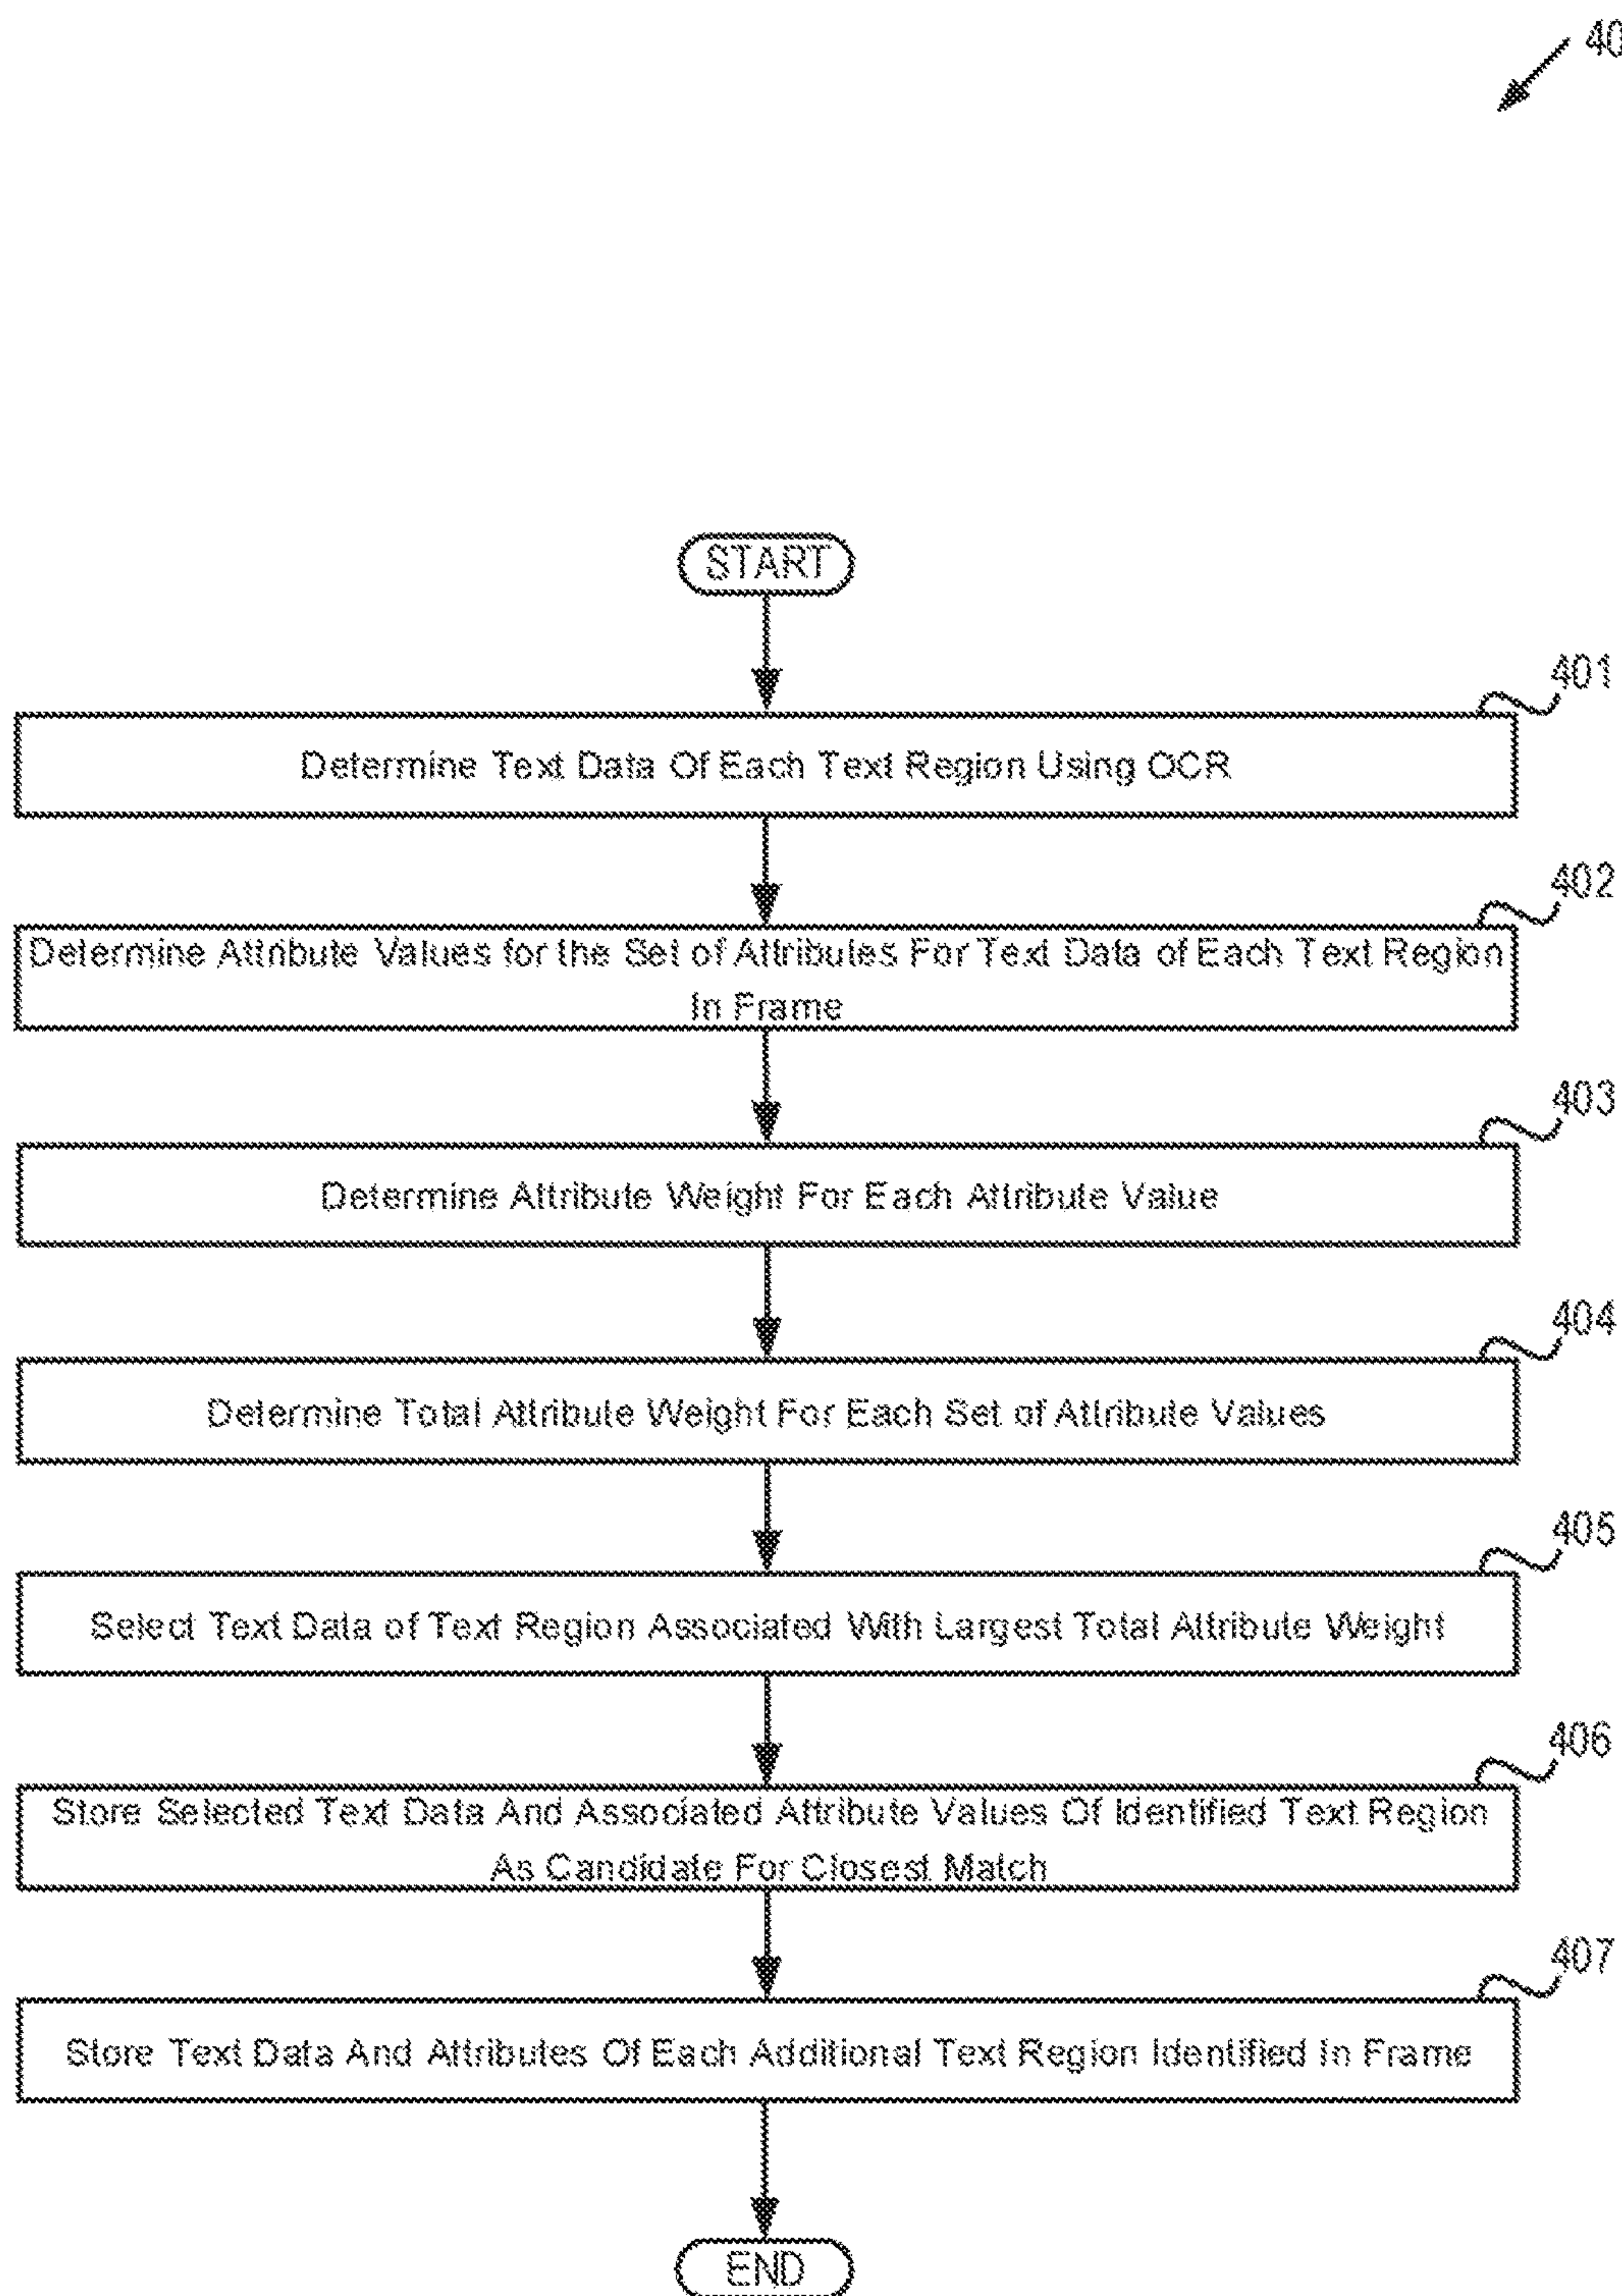 40
START
401
Determine Text Data Of Each Text Region Using OCR
402
Determine Attribute Values for the Set of Attributes For Text Data of Each Text Region
In Frame
403
Determine Attribute Weight For Each Attribute Value
404
Determine Total Attribute Weight For Each Set of Attribute Values
405
Select Text Data of Text Region Associated With Largest Total Attribute Weight
406
Store Selected Text Data And Associated Attribute Values Of Identified Text Region
As Candidate For Closest Match
407
Store Text Data And Attributes Of Each Additional Text Region Identified In Frame
END